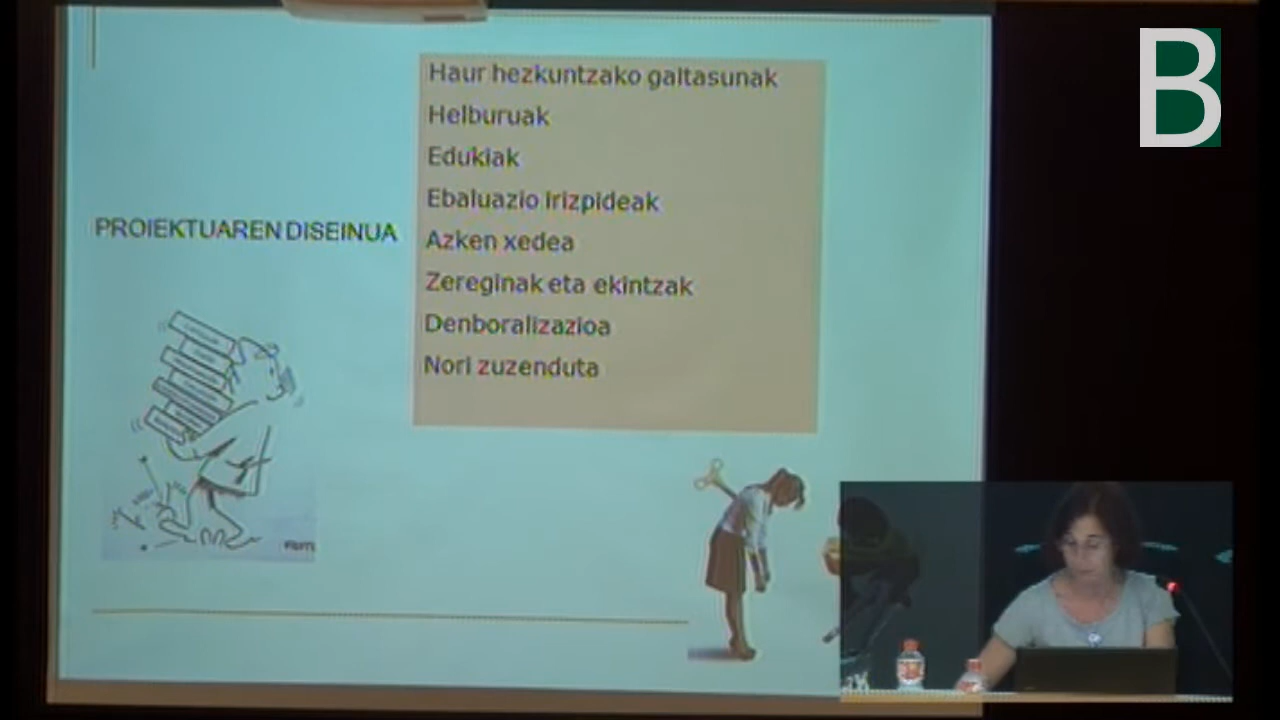 B
Haur hezkuntzako gaitasunak
Helburuak
Edukiak
Ebaluazio irizpideak
PROIEKTUAREN DISEINUA
Azken xedea
Zereginak eta ekintzak
Denboralizazioa
Nori zuzenduta